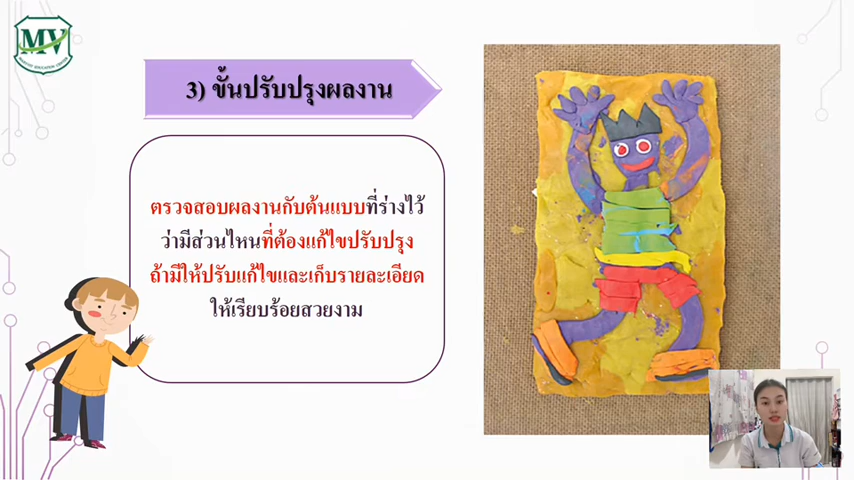 MV
3) ขั้นปรับปรุงผลงาน
ตรวจสอบผลงานกับต้นแบบที่ร่างไว้
ว่ามีส่วนไหนที่ต้องแก้ไขปรับปรุง
ถ้ามีให้ปรับแก้ไขและเก็บรายละเอียด
ให้เรียบร้อยสวยงาม